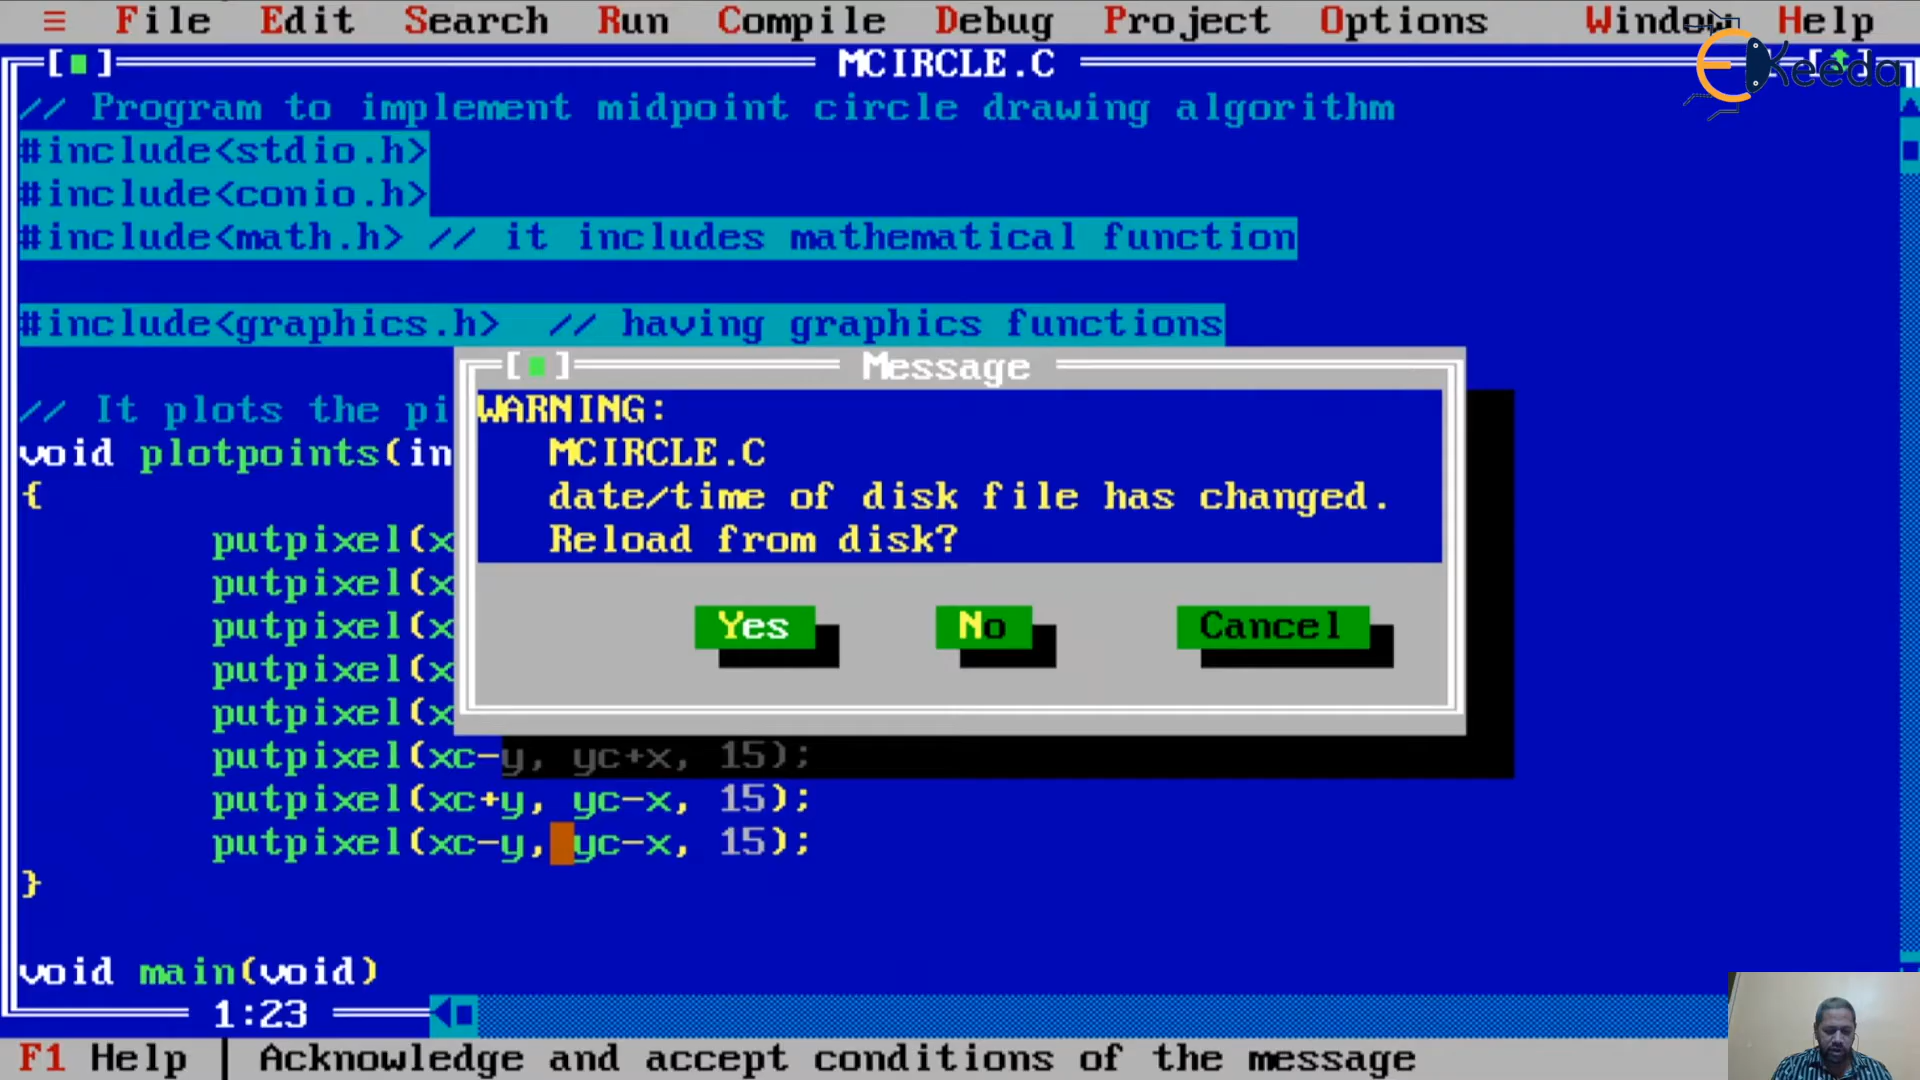 ≡ File Edit Search Run Compile Debug Project Options Window Help
[■] MCIRCLE.C [↑]
EKeeda
// Program to implement midpoint circle drawing algorithm
#include<stdio.h>
#include<conio.h>
#include<math.h> // it includes mathematical function
#include<graphics.h> // having graphics functions
[■] Message
// It plots the pi
WARNING:
void plotpoints(in
MCIRCLE.C
{
date/time of disk file has changed.
putpixel(x
Reload from disk?
putpixel(x
putpixel(x
Yes No Cancel
putpixel(x
putpixel(x
putpixel(xc-y, yc+x, 15);
putpixel(xc+y, yc-x, 15);
putpixel(xc-y, yc-x, 15);
}
void main(void)
1:23
F1 Help | Acknowledge and accept conditions of the message